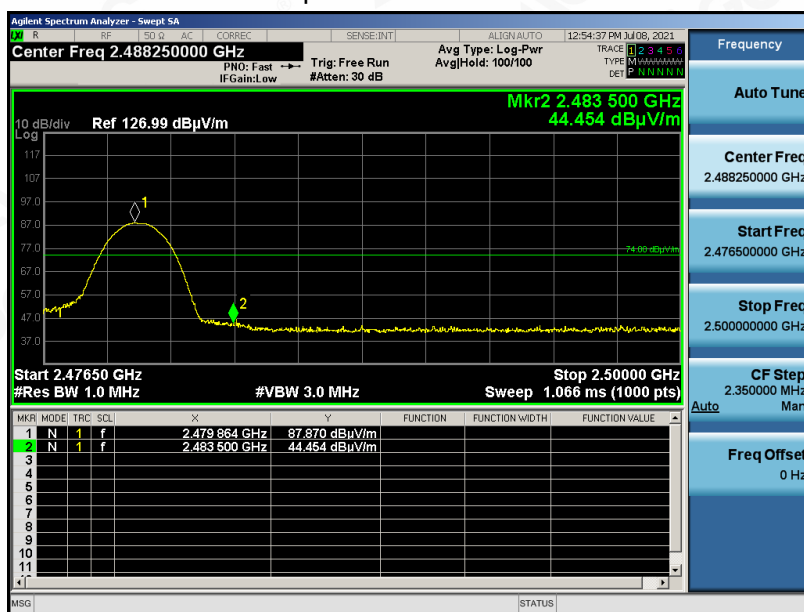 Agilent Spectrum Analyzer - Swept SA
R RF 50 Ω AC CORREC SENSE:INT ALIGN AUTO 12:54:37 PM Jul 08, 2021
Center Freq 2.488250000 GHz
PNO: Fast
IFGain:Low
Trig: Free Run
#Atten: 30 dB
Avg Type: Log-Pwr
Avg|Hold: 100/100
TRACE 1 2 3 4 5 6
TYPE M WWWWW
DET P N N N N N
Frequency
Mkr2 2.483 500 GHz
44.454 dBµV/m
10 dB/div Ref 126.99 dBµV/m
Log
117
107
97.0
87.0
77.0
67.0
57.0
47.0
37.0
1
2
74.00 dBµV/m
Start 2.47650 GHz Stop 2.50000 GHz
#Res BW 1.0 MHz #VBW 3.0 MHz Sweep 1.066 ms (1000 pts)
MKR MODE TRC SCL X Y FUNCTION FUNCTION WIDTH FUNCTION VALUE
1 N 1 f 2.479 864 GHz 87.870 dBµV/m
2 N 1 f 2.483 500 GHz 44.454 dBµV/m
3
4
5
6
7
8
9
10
11
Auto Tune
Center Freq
2.488250000 GHz
Start Freq
2.476500000 GHz
Stop Freq
2.500000000 GHz
CF Step
2.350000 MHz
Auto Man
Freq Offset
0 Hz
MSG STATUS